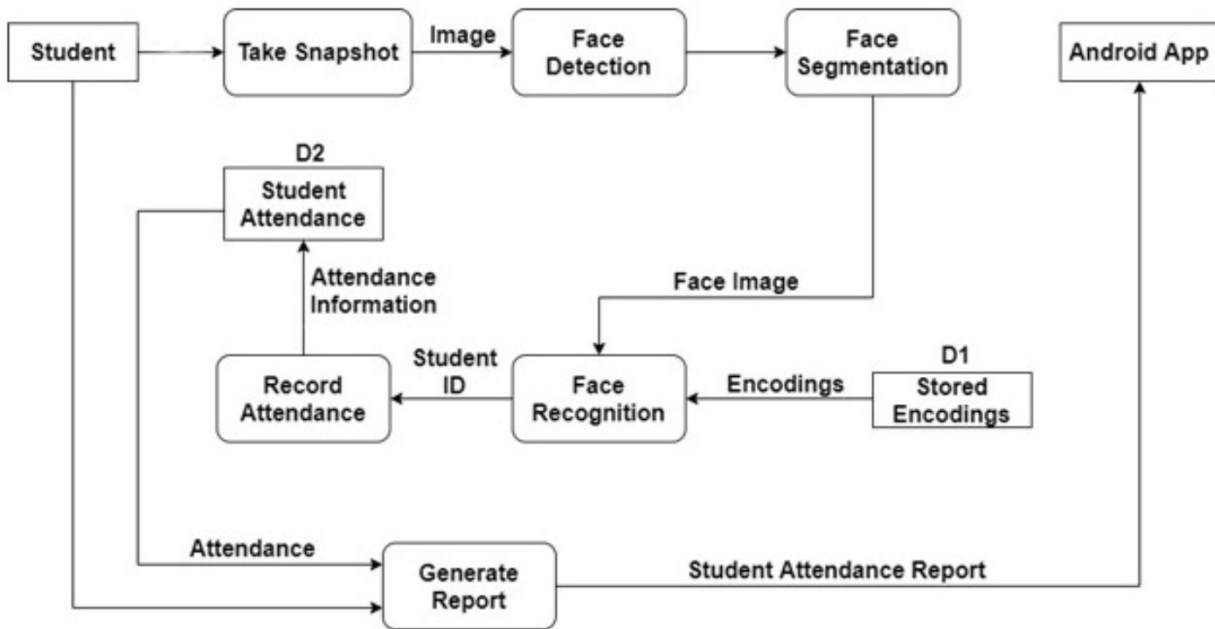 Student
Take Snapshot
Image
Face
Detection
Face
Segmentation
Android App
D2
Student
Attendance
Attendance
Information
Face Image
D1
Stored
Encodings
Encodings
Face
Recognition
Student
ID
Record
Attendance
Attendance
Generate
Report
Student Attendance Report